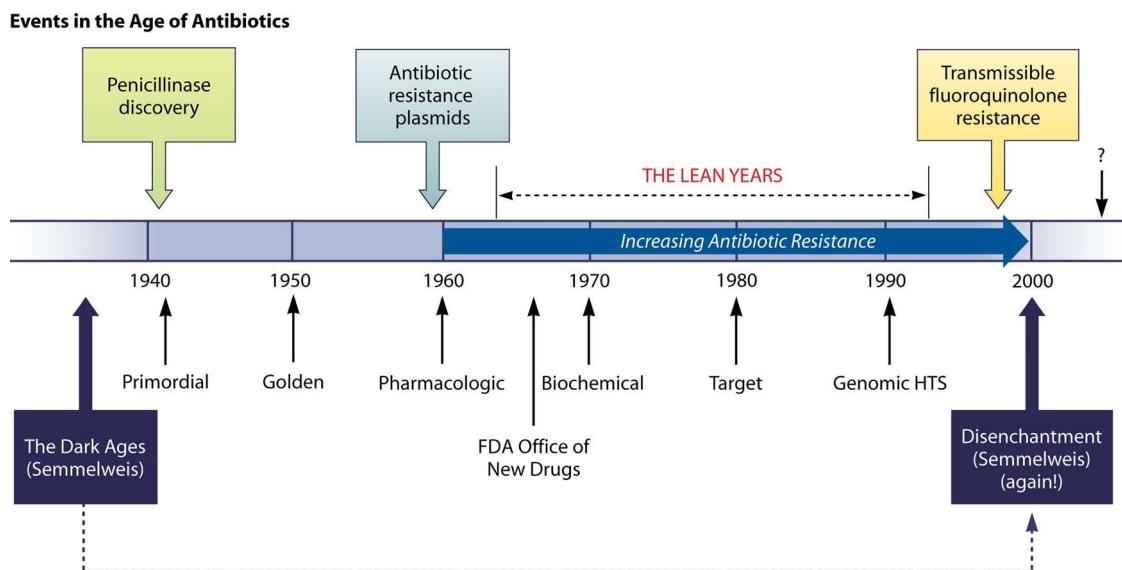 Events in the Age of Antibiotics
Penicillinase
discovery
Antibiotic
resistance
plasmids
Transmissible
fluoroquinolone
resistance
?
THE LEAN YEARS
Increasing Antibiotic Resistance
1940 1950 1960 1970 1980 1990 2000
Primordial Golden Pharmacologic Biochemical Target Genomic HTS
The Dark Ages
(Semmelweis)
FDA Office of
New Drugs
Disenchantment
(Semmelweis)
(again!)